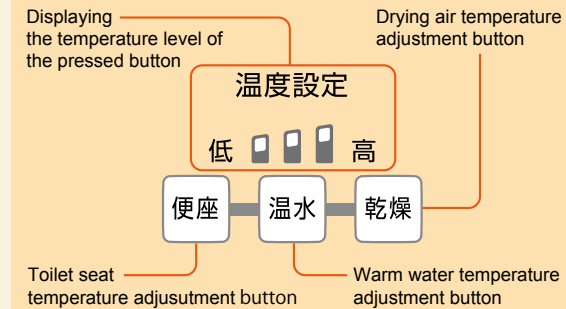 Displaying
the temperature level of
the pressed button
Drying air temperature
adjustment button
温度設定
低 高
便座 温水 乾燥
Toilet seat
temperature adjusutment button
Warm water temperature
adjustment button